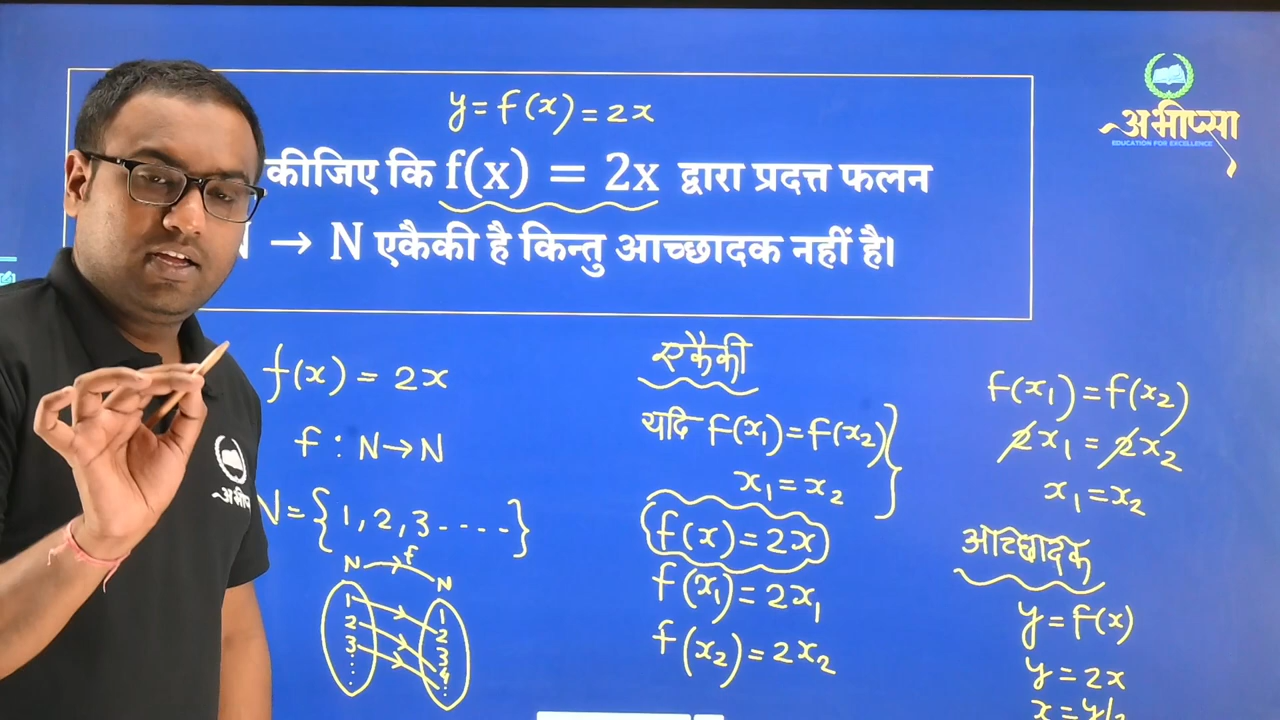 y = f(x) = 2x
कीजिए कि f(x) = 2x द्वारा प्रदत्त फलन
N → N एकैकी है किन्तु आच्छादक नहीं है।
अभीप्सा
EDUCATION FOR EXCELLENCE
f(x) = 2x
f : N→N
N = {1, 2, 3 - - - -}
N → f N
1 2 3 ⋮
1 2 3 4 ⋮
एकैकी
यदि f(x₁) = f(x₂)
x₁ = x₂
f(x) = 2x
f(x₁) = 2x₁
f(x₂) = 2x₂
f(x₁) = f(x₂)
2x₁ = 2x₂
x₁ = x₂
आच्छादक
y = f(x)
y = 2x
x = y/2